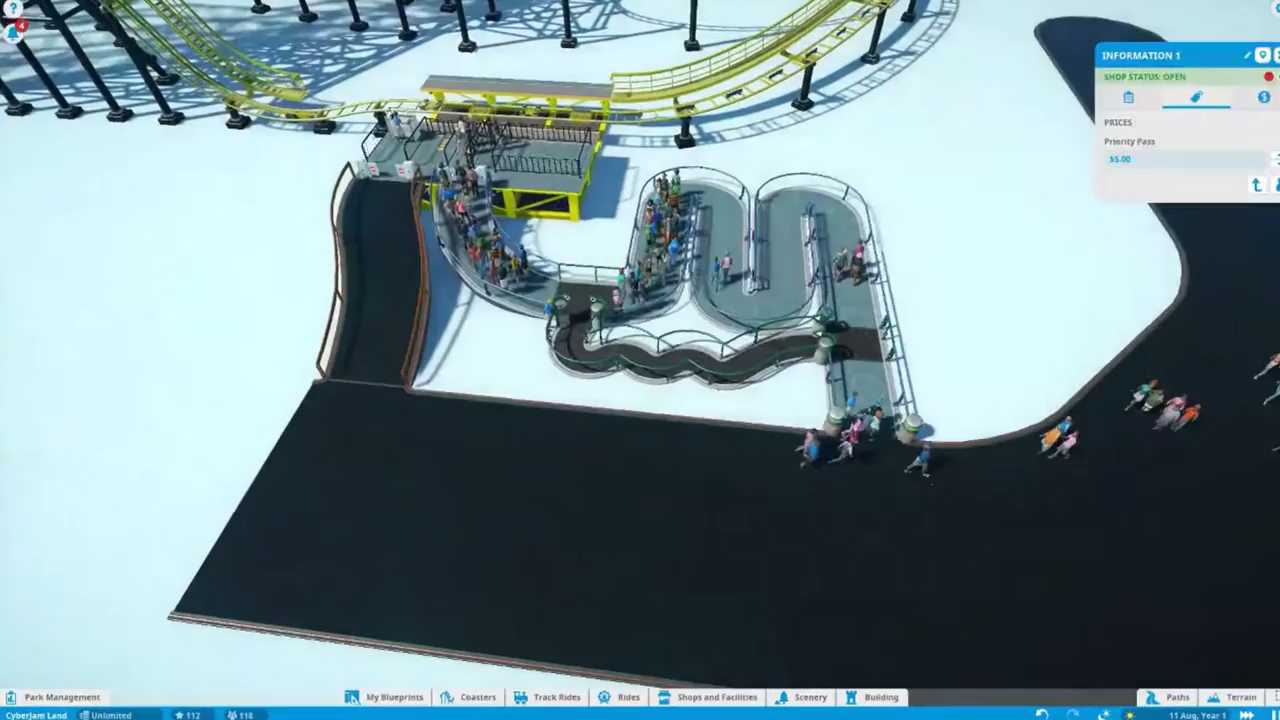 ?
4
INFORMATION 1
SHOP STATUS: OPEN
PRICES
Priority Pass
$5.00
Park Management
My Blueprints
Coasters
Track Rides
Rides
Shops and Facilities
Scenery
Building
Paths
Terrain
CyberJam Land
Unlimited
112
118
11 Aug, Year 1